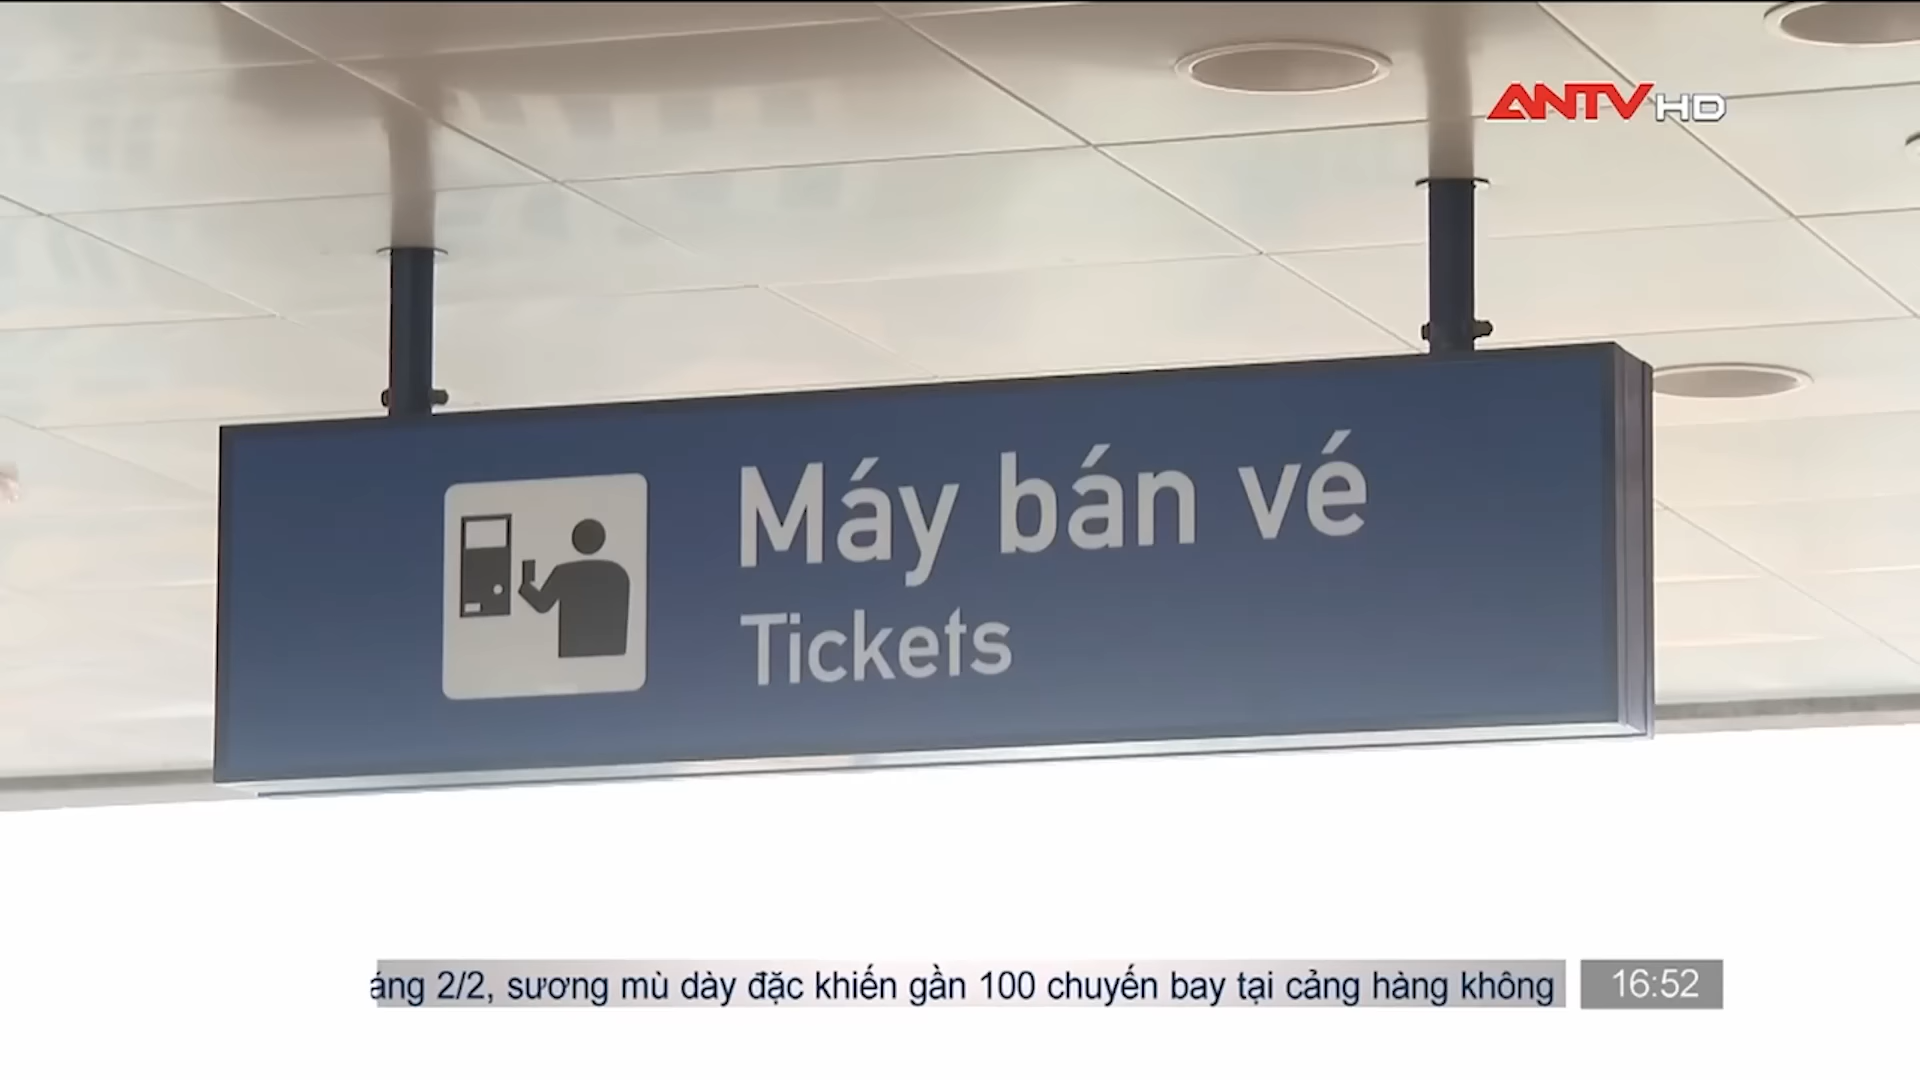 ANTV HD
Máy bán vé
Tickets
áng 2/2, sương mù dày đặc khiến gần 100 chuyến bay tại cảng hàng không
16:52